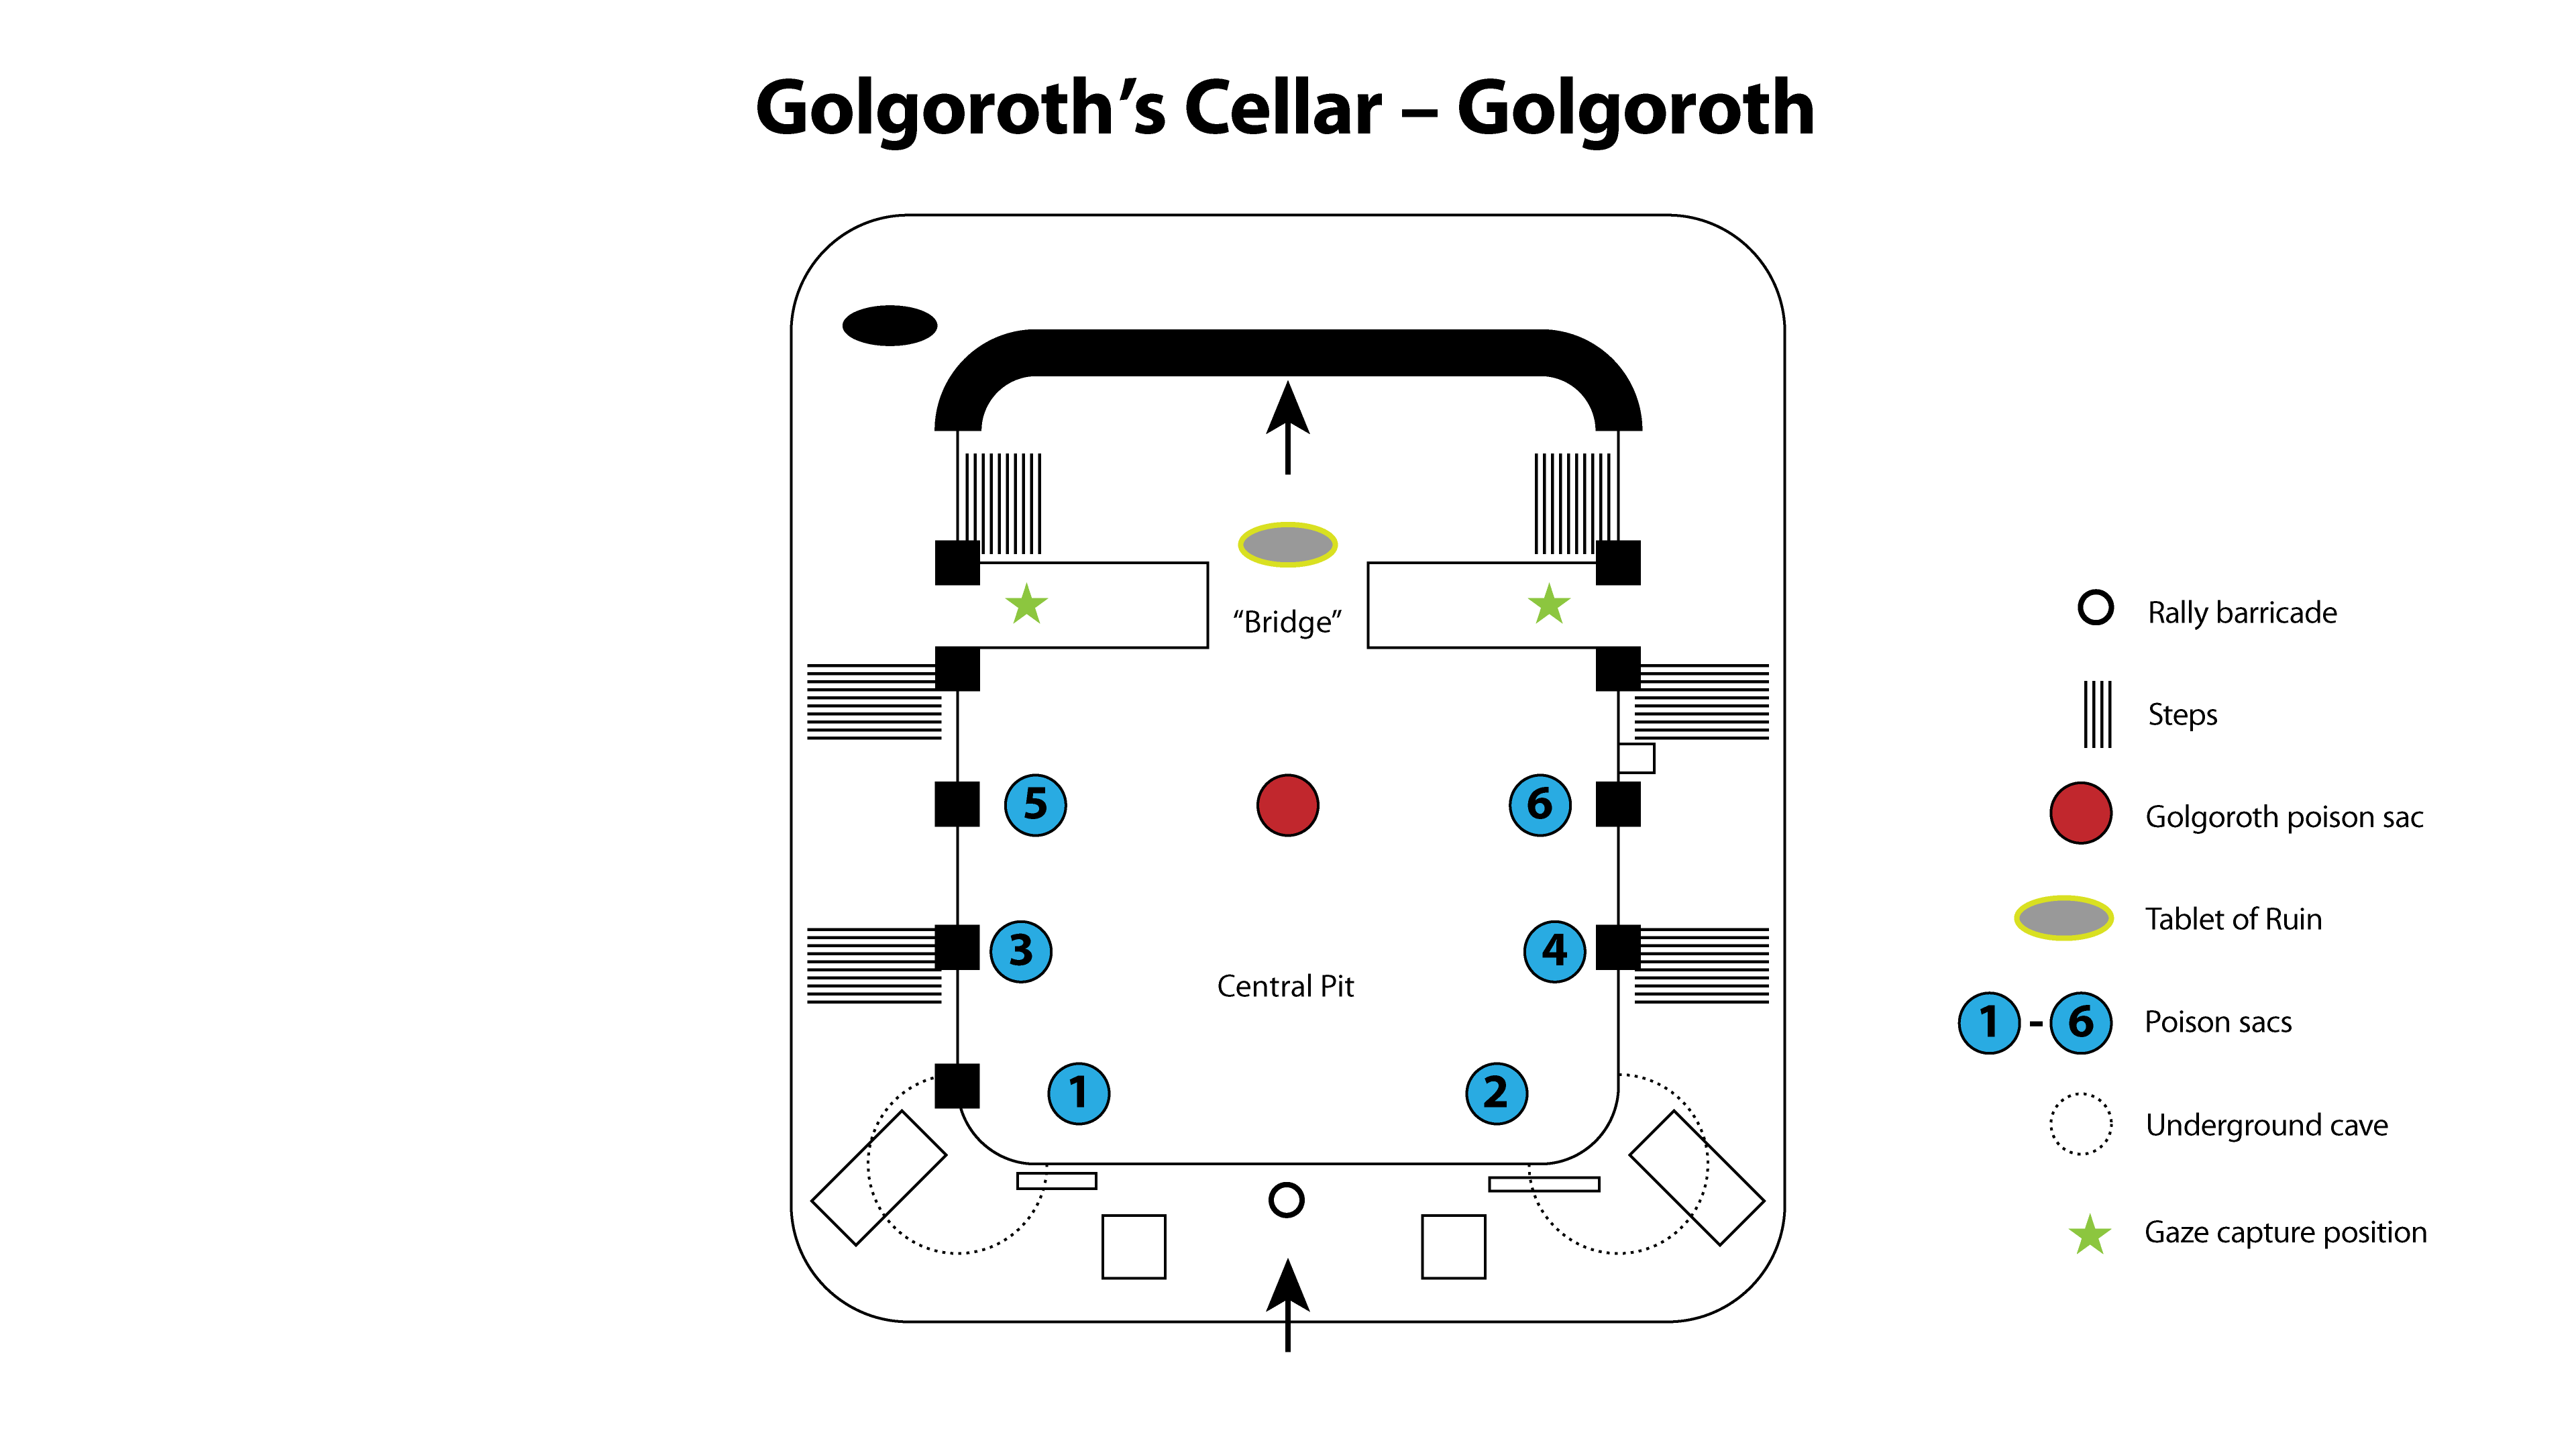 Golgoroth’s Cellar – Golgoroth
“Bridge”
5
6
3
4
Central Pit
1
2
Rally barricade
Steps
Golgoroth poison sac
Tablet of Ruin
1 - 6 Poison sacs
Underground cave
Gaze capture position